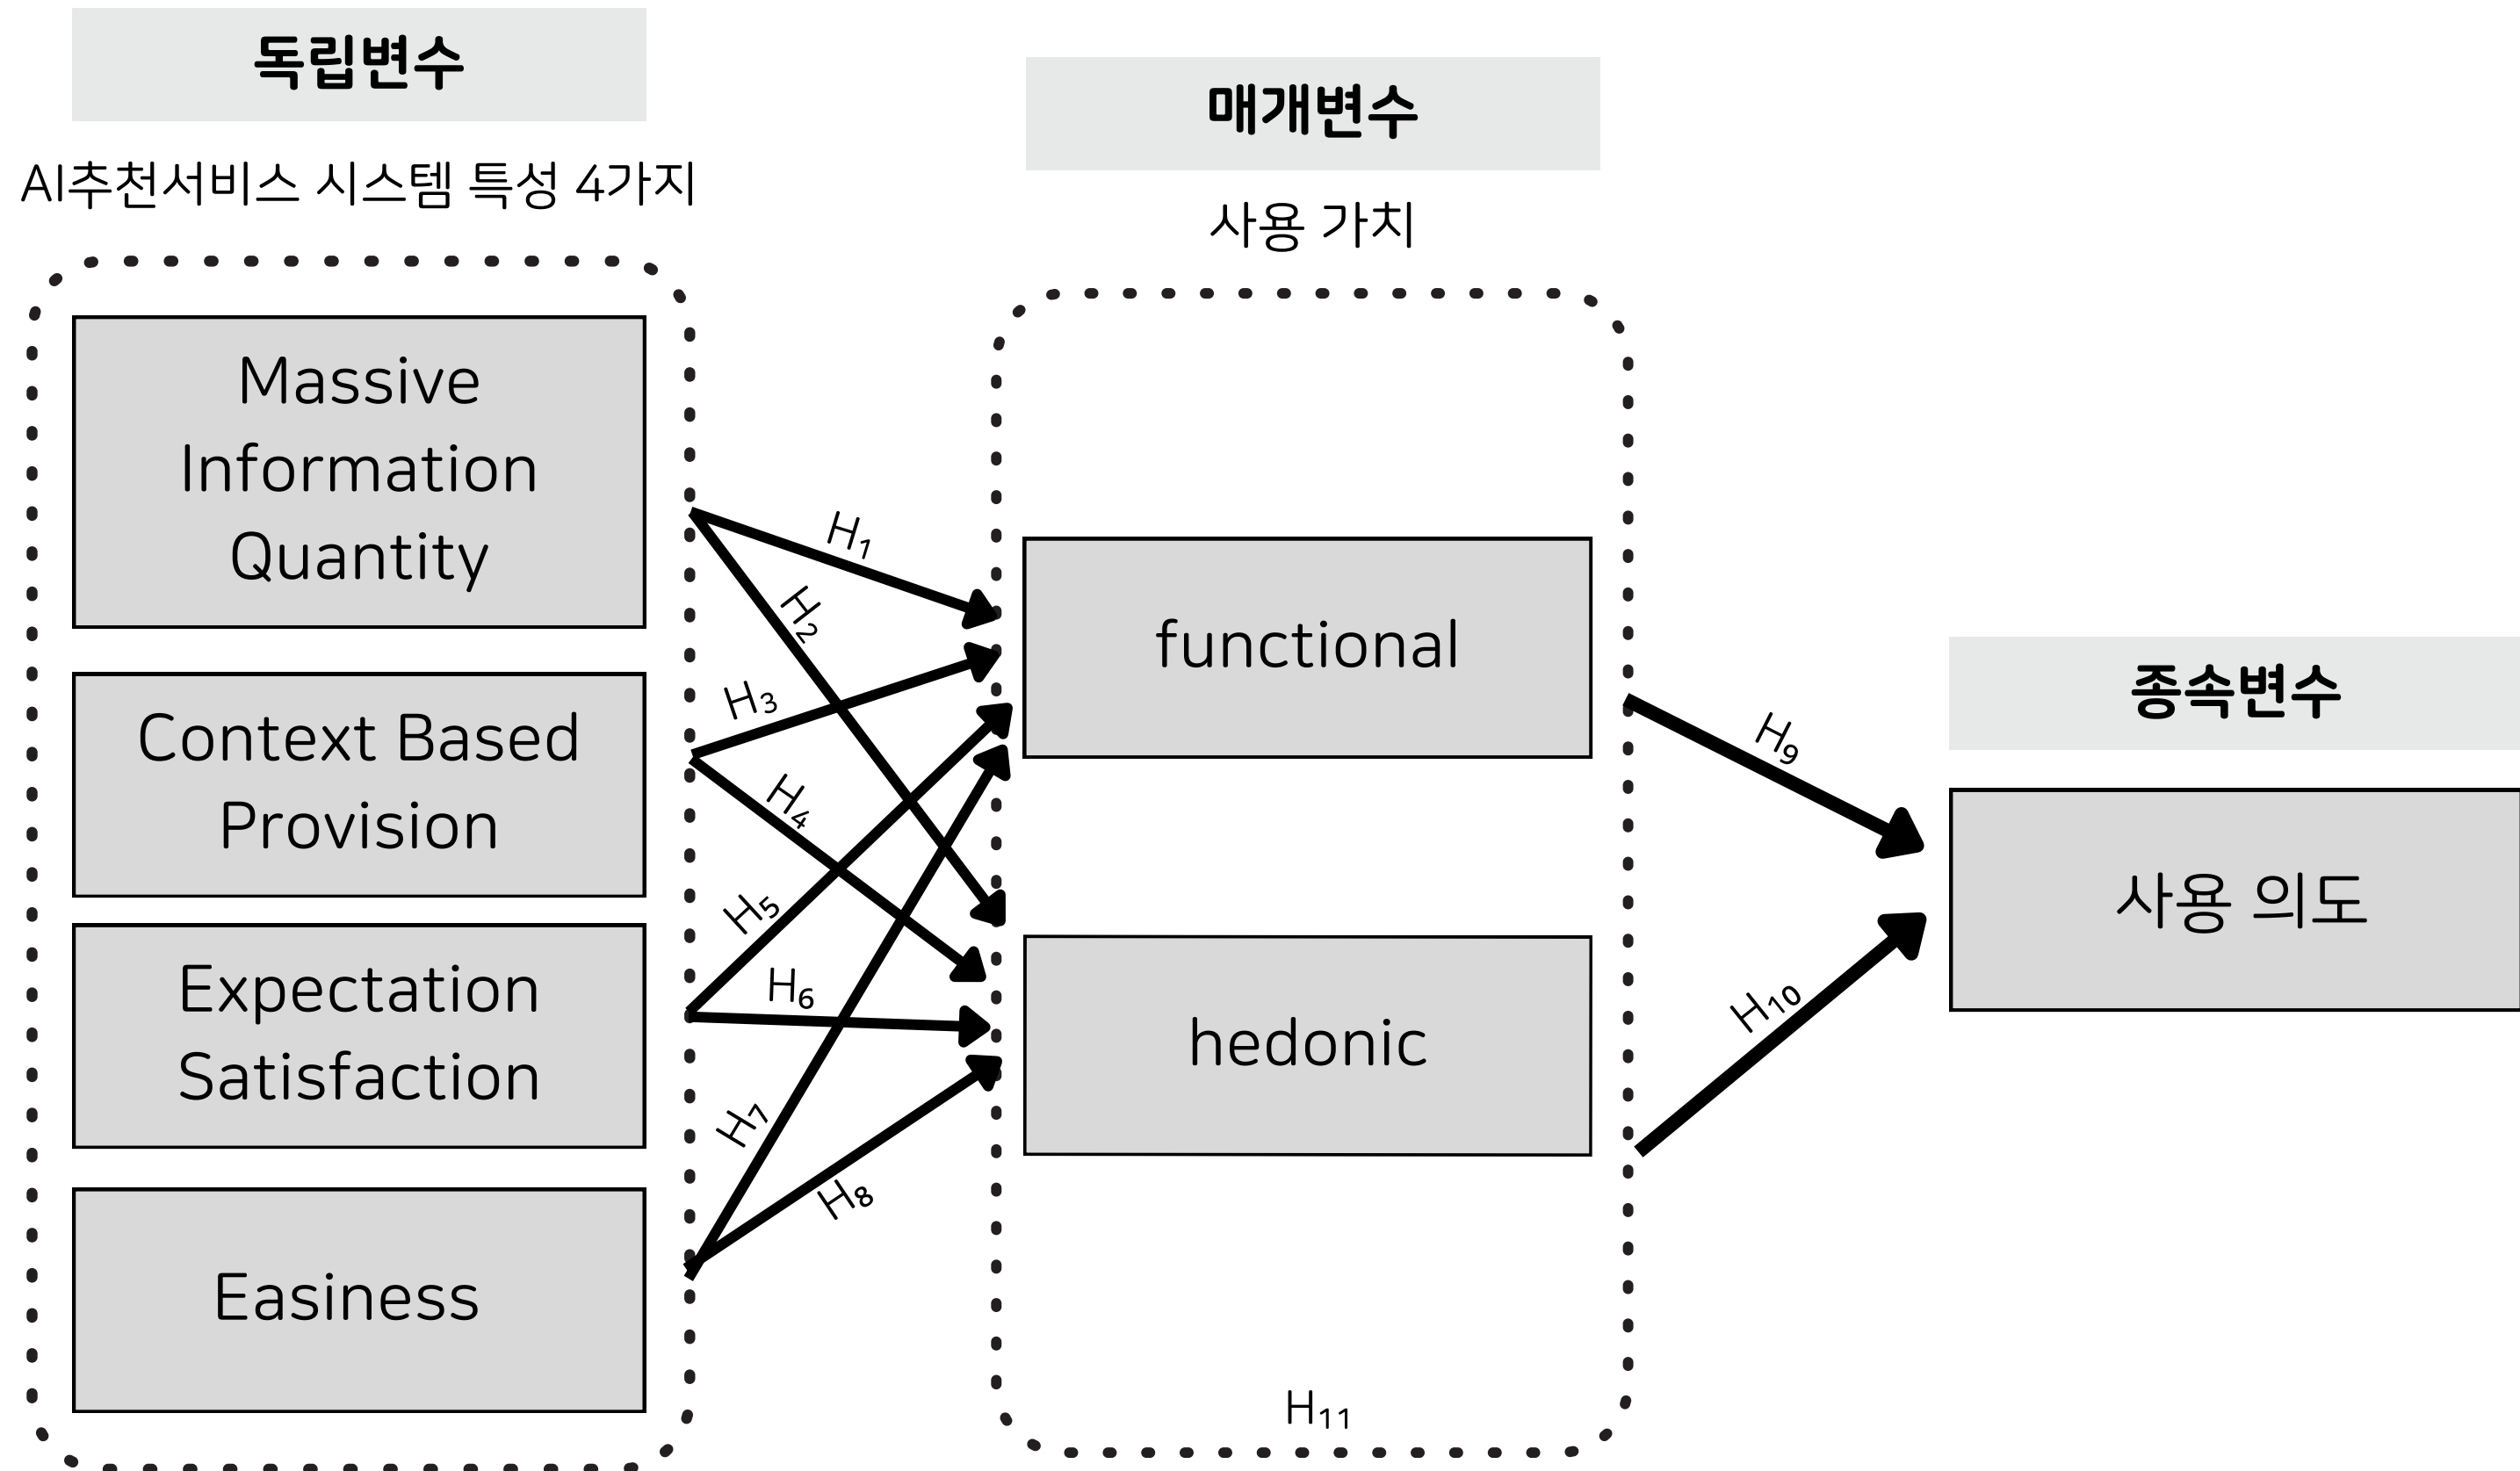 독립변수
AI추천서비스 시스템 특성 4가지
Massive
Information
Quantity
Context Based
Provision
Expectation
Satisfaction
Easiness
H₁
H₂
H₃
H₄
H₅
H₆
H₇
H₈
매개변수
사용 가치
functional
hedonic
H₁₁
H₉
H₁₀
종속변수
사용 의도